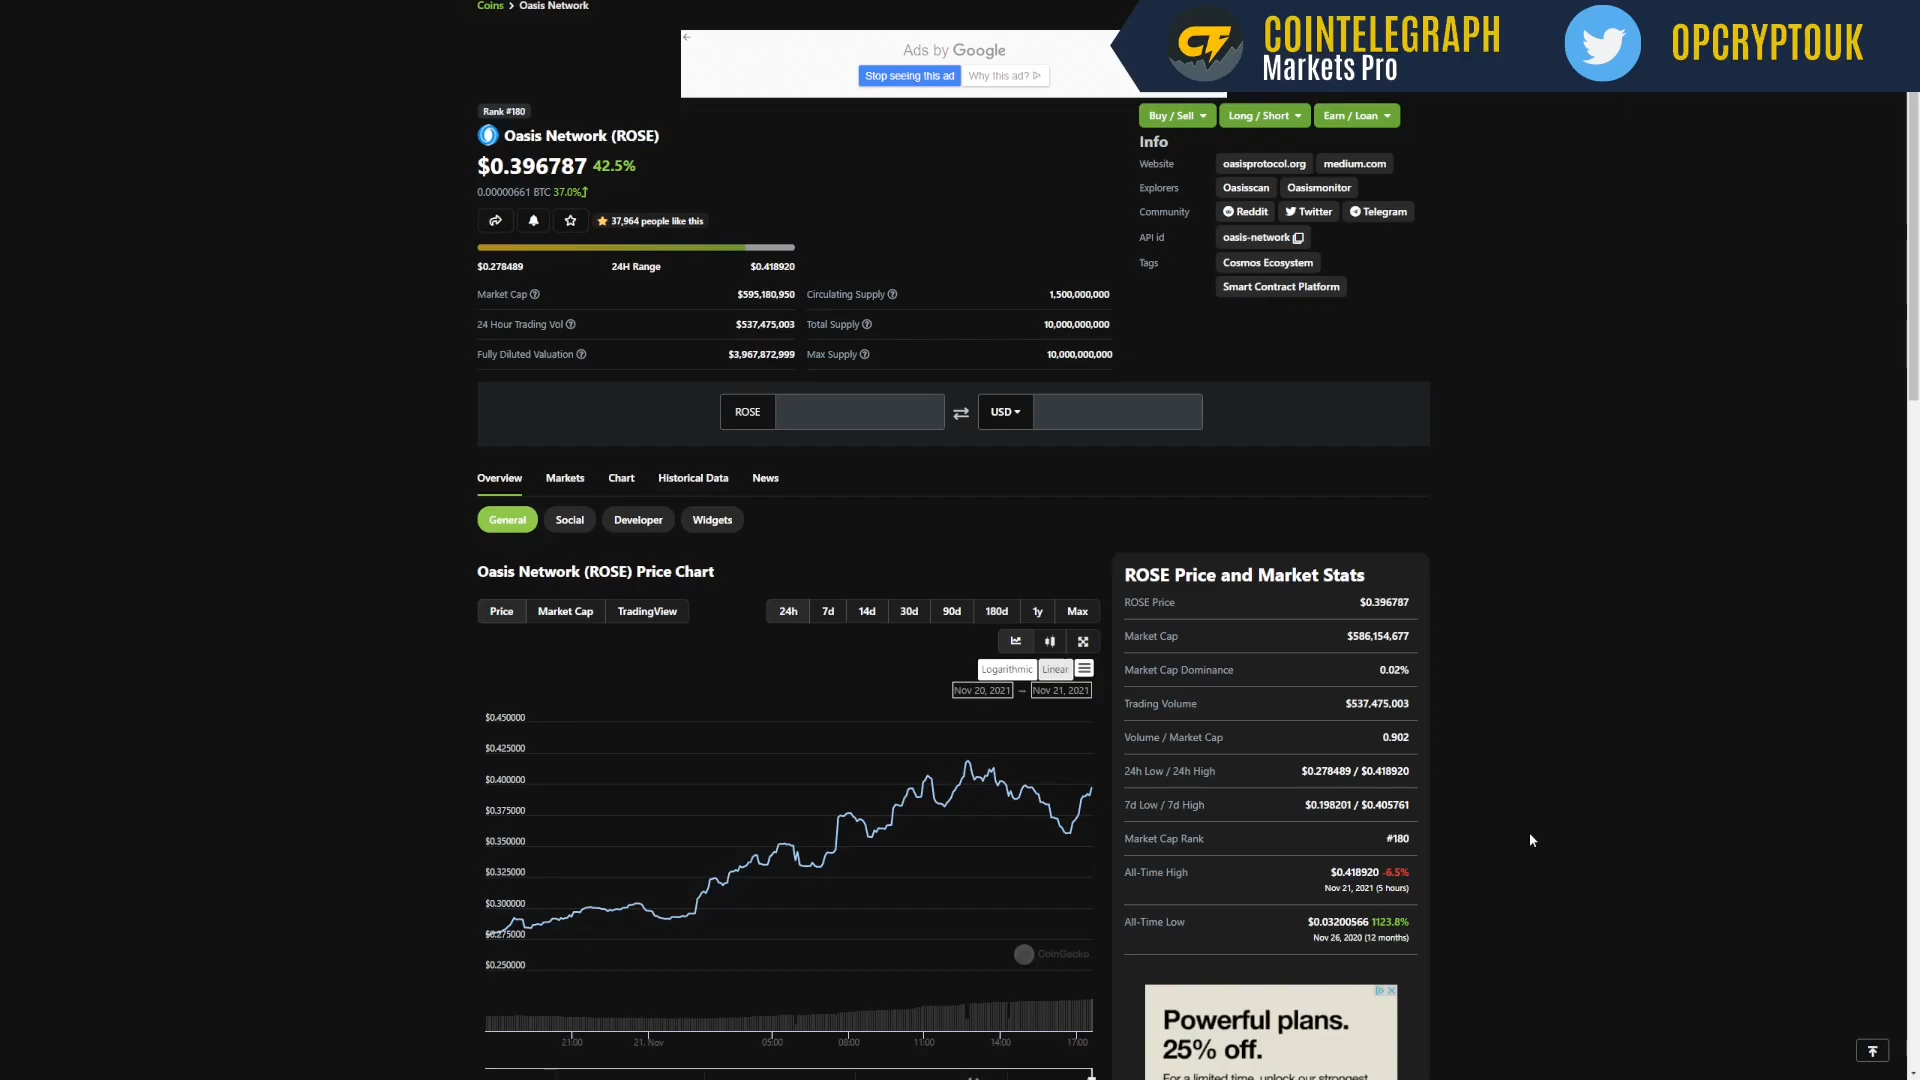 Coins > Oasis Network
Ads by Google
Stop seeing this ad
Why this ad?
COINTELEGRAPH
Markets Pro
OPCRYPTOUK
Rank #180
Oasis Network (ROSE)
$0.396787 42.5%
0.00000661 BTC 37.0%
37,964 people like this
$0.278489 24H Range $0.418920
Market Cap $595,180,950
24 Hour Trading Vol $537,475,003
Fully Diluted Valuation $3,967,872,999
Circulating Supply 1,500,000,000
Total Supply 10,000,000,000
Max Supply 10,000,000,000
Buy / Sell Long / Short Earn / Loan
Info
Website oasisprotocol.org medium.com
Explorers Oasisscan Oasismonitor
Community Reddit Twitter Telegram
API id oasis-network
Tags Cosmos Ecosystem
Smart Contract Platform
ROSE USD
Overview Markets Chart Historical Data News
General Social Developer Widgets
Oasis Network (ROSE) Price Chart
Price Market Cap TradingView
24h 7d 14d 30d 90d 180d 1y Max
Logarithmic Linear
Nov 20, 2021 → Nov 21, 2021
$0.450000
$0.425000
$0.400000
$0.375000
$0.350000
$0.325000
$0.300000
$0.275000
$0.250000
CoinGecko
21:00 21. Nov 05:00 08:00 11:00 14:00 17:00
ROSE Price and Market Stats
ROSE Price $0.396787
Market Cap $586,154,677
Market Cap Dominance 0.02%
Trading Volume $537,475,003
Volume / Market Cap 0.902
24h Low / 24h High $0.278489 / $0.418920
7d Low / 7d High $0.198201 / $0.405761
Market Cap Rank #180
All-Time High $0.418920 -6.5%
Nov 21, 2021 (5 hours)
All-Time Low $0.03200566 1123.8%
Nov 26, 2020 (12 months)
Powerful plans.
25% off.
For a limited time, unlock our strongest